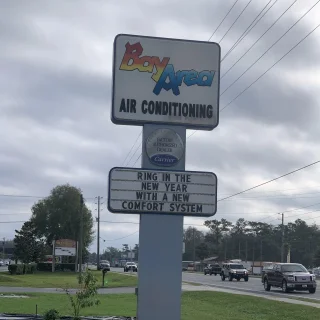 Bay
Area
AIR CONDITIONING
Carrier
RING IN THE
NEW YEAR
WITH A NEW
COMFORT SYSTEM